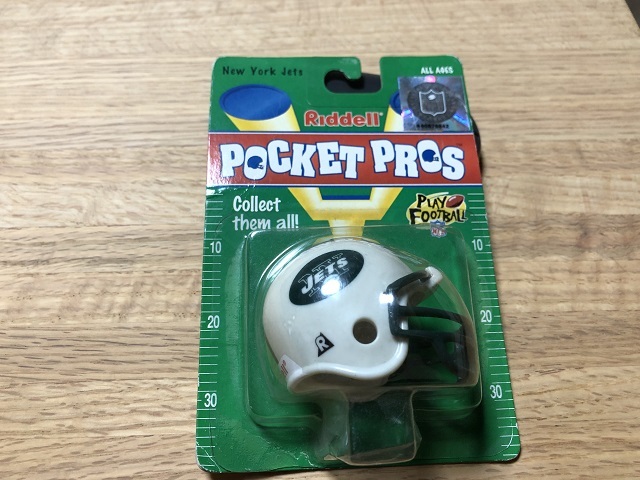 New York Jets
ALL AGES
Riddell
POCKET PROS
Collect
them all!
PLAY
FOOTBALL
NFL
10
10
20
20
30
30
JETS
R